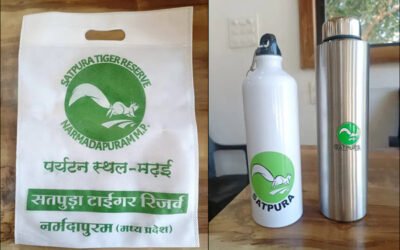 SATPURA TIGER RESERVE
NARMADAPURAM M.P.
पर्यटन स्थल-मढ़ई
सतपुड़ा टाईगर रिजर्व
नर्मदापुरम् (मध्य प्रदेश)
SATPURA
SATPURA